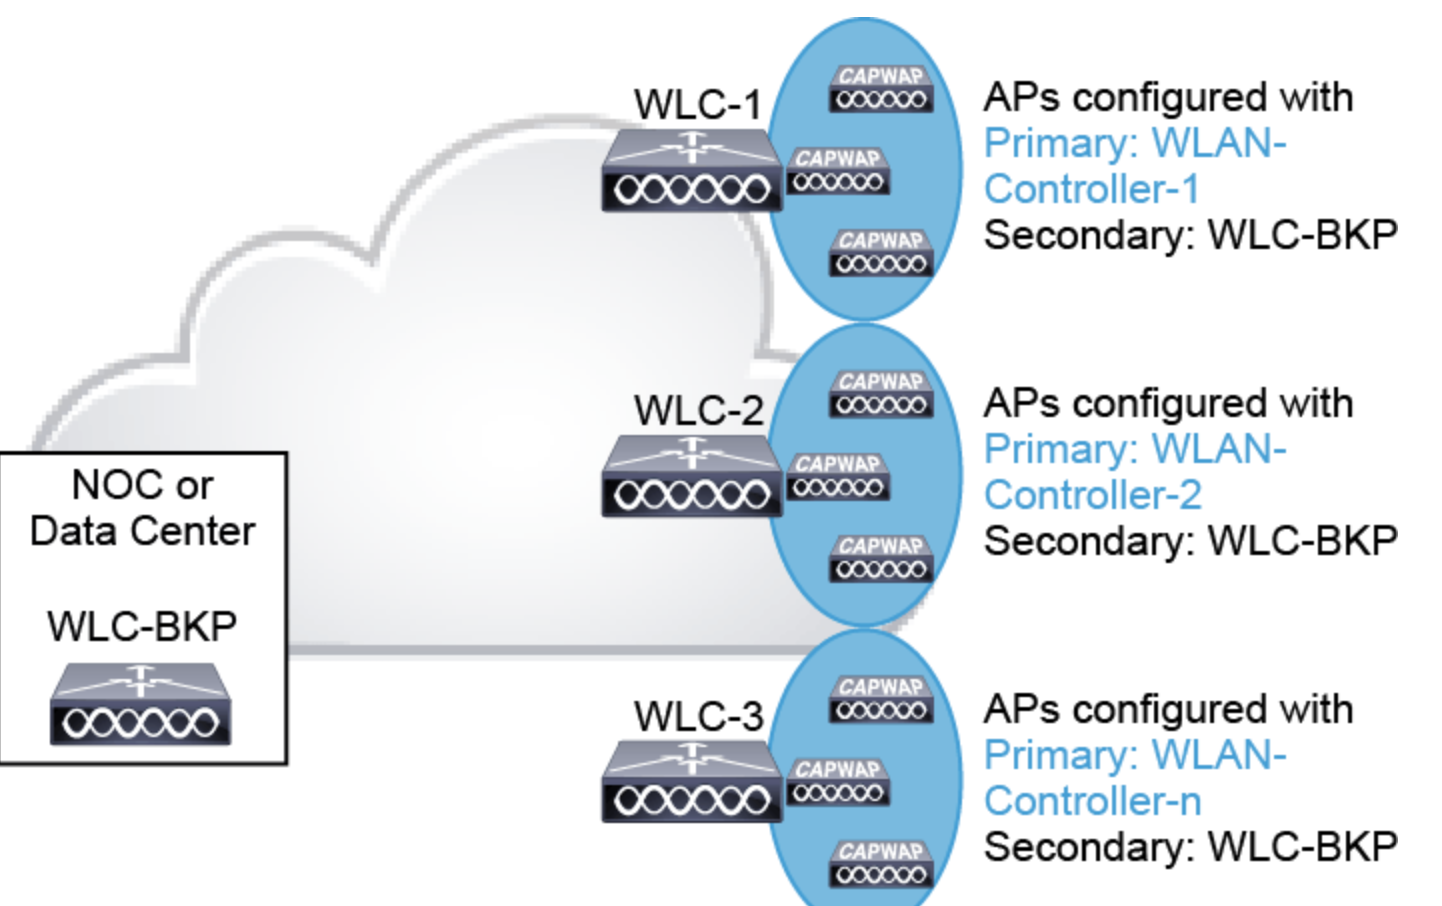 WLC-1
CAPWAP
CAPWAP
CAPWAP
APs configured with
Primary: WLAN-
Controller-1
Secondary: WLC-BKP
WLC-2
CAPWAP
CAPWAP
CAPWAP
APs configured with
Primary: WLAN-
Controller-2
Secondary: WLC-BKP
NOC or
Data Center
WLC-BKP
WLC-3
CAPWAP
CAPWAP
CAPWAP
APs configured with
Primary: WLAN-
Controller-n
Secondary: WLC-BKP